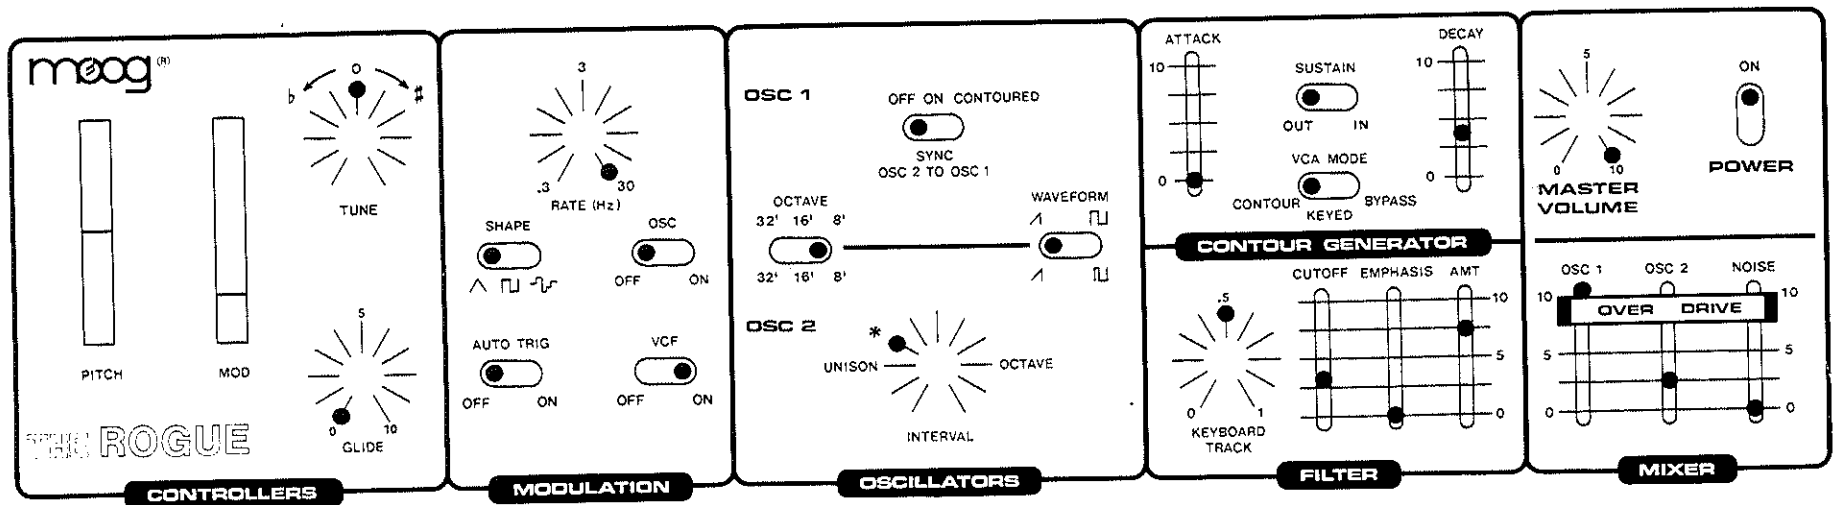 moog (R)
♭ 0 ♯
TUNE
PITCH
MOD
5
0 10
GLIDE
THE ROGUE
CONTROLLERS
3
.3 30
RATE (Hz)
SHAPE
OSC
OFF ON
AUTO TRIG
OFF ON
VCF
OFF ON
MODULATION
OSC 1
OFF ON CONTOURED
SYNC
OSC 2 TO OSC 1
OCTAVE
32' 16' 8'
32' 16' 8'
WAVEFORM
OSC 2
*
UNISON
OCTAVE
INTERVAL
OSCILLATORS
ATTACK
10
0
SUSTAIN
OUT IN
VCA MODE
CONTOUR BYPASS
KEYED
DECAY
10
0
CONTOUR GENERATOR
.5
0 1
KEYBOARD
TRACK
CUTOFF EMPHASIS AMT
10
5
0
FILTER
5
0 10
MASTER
VOLUME
ON
POWER
OSC 1 OSC 2 NOISE
10 10
OVER DRIVE
5 5
0 0
MIXER